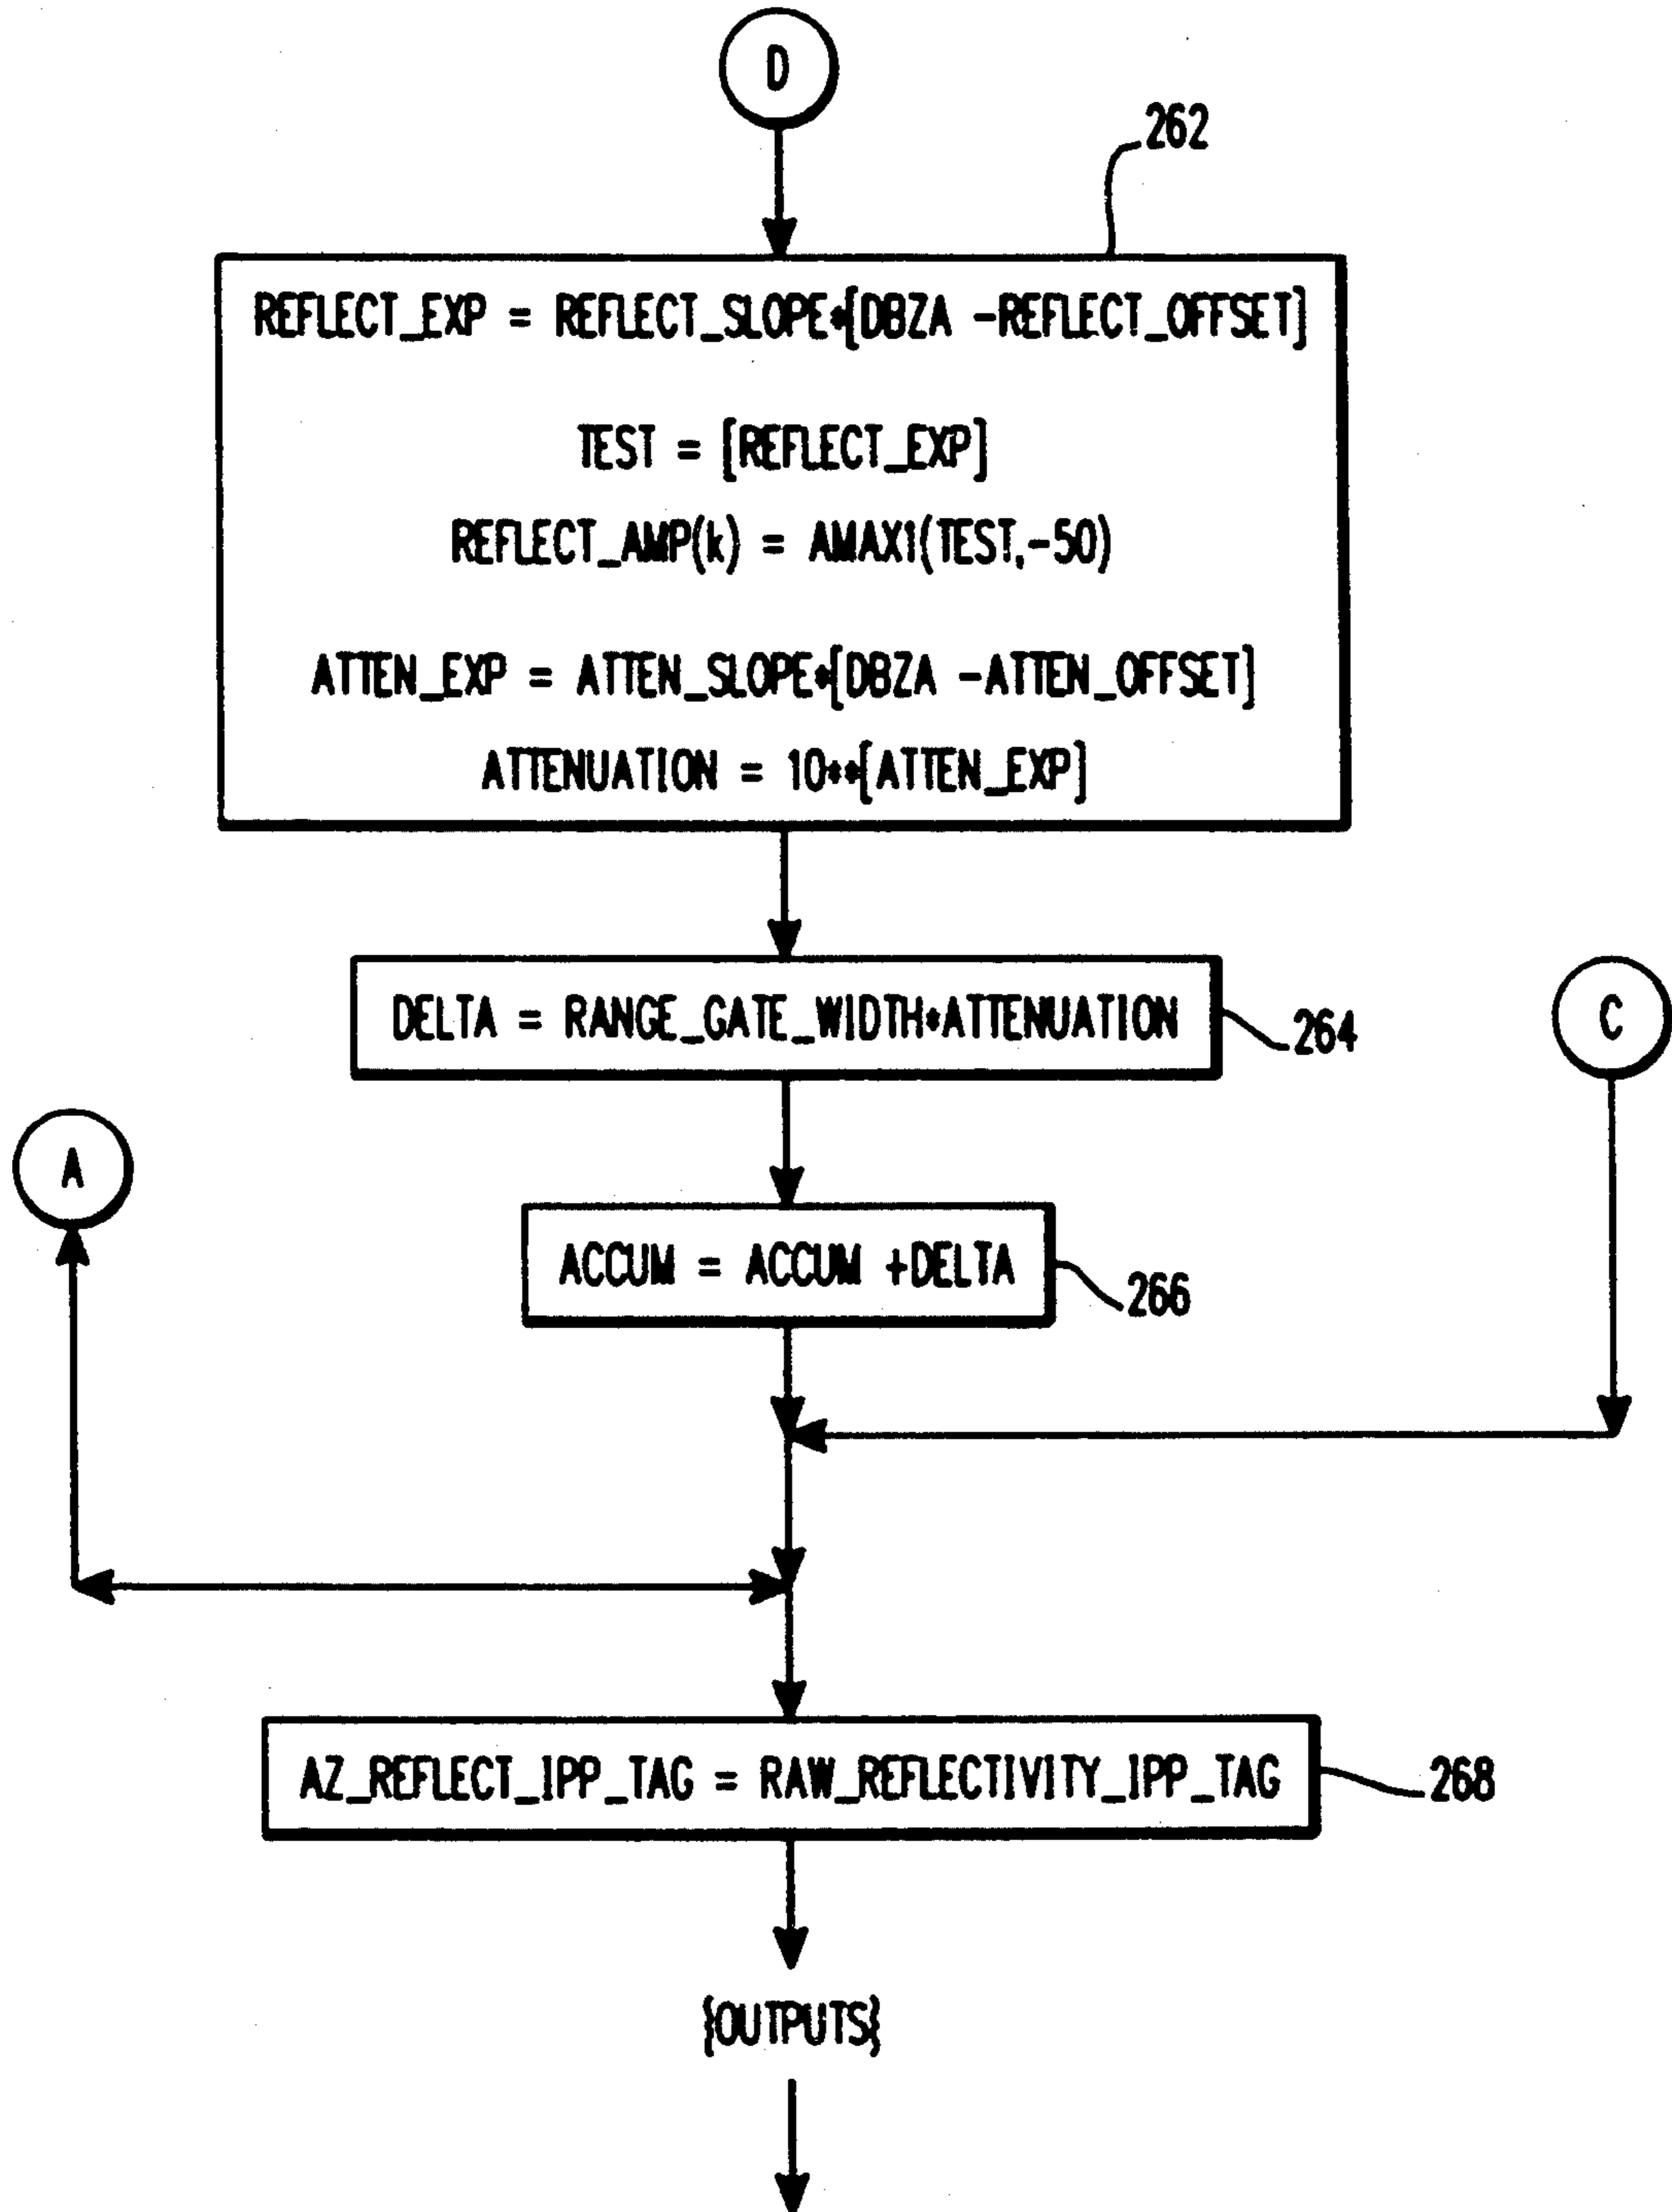 D
262
REFLECT_EXP = REFLECT_SLOPE*[DBZA -REFLECT_OFFSET]
TEST = [REFLECT_EXP]
REFLECT_AMP(k) = AMAX1(TEST,-50)
ATTEN_EXP = ATTEN_SLOPE*[DBZA -ATTEN_OFFSET]
ATTENUATION = 10**[ATTEN_EXP]
DELTA = RANGE_GATE_WIDTH*ATTENUATION
264
C
A
ACCUM = ACCUM +DELTA
266
AZ_REFLECT_IPP_TAG = RAW_REFLECTIVITY_IPP_TAG
268
{OUTPUTS}